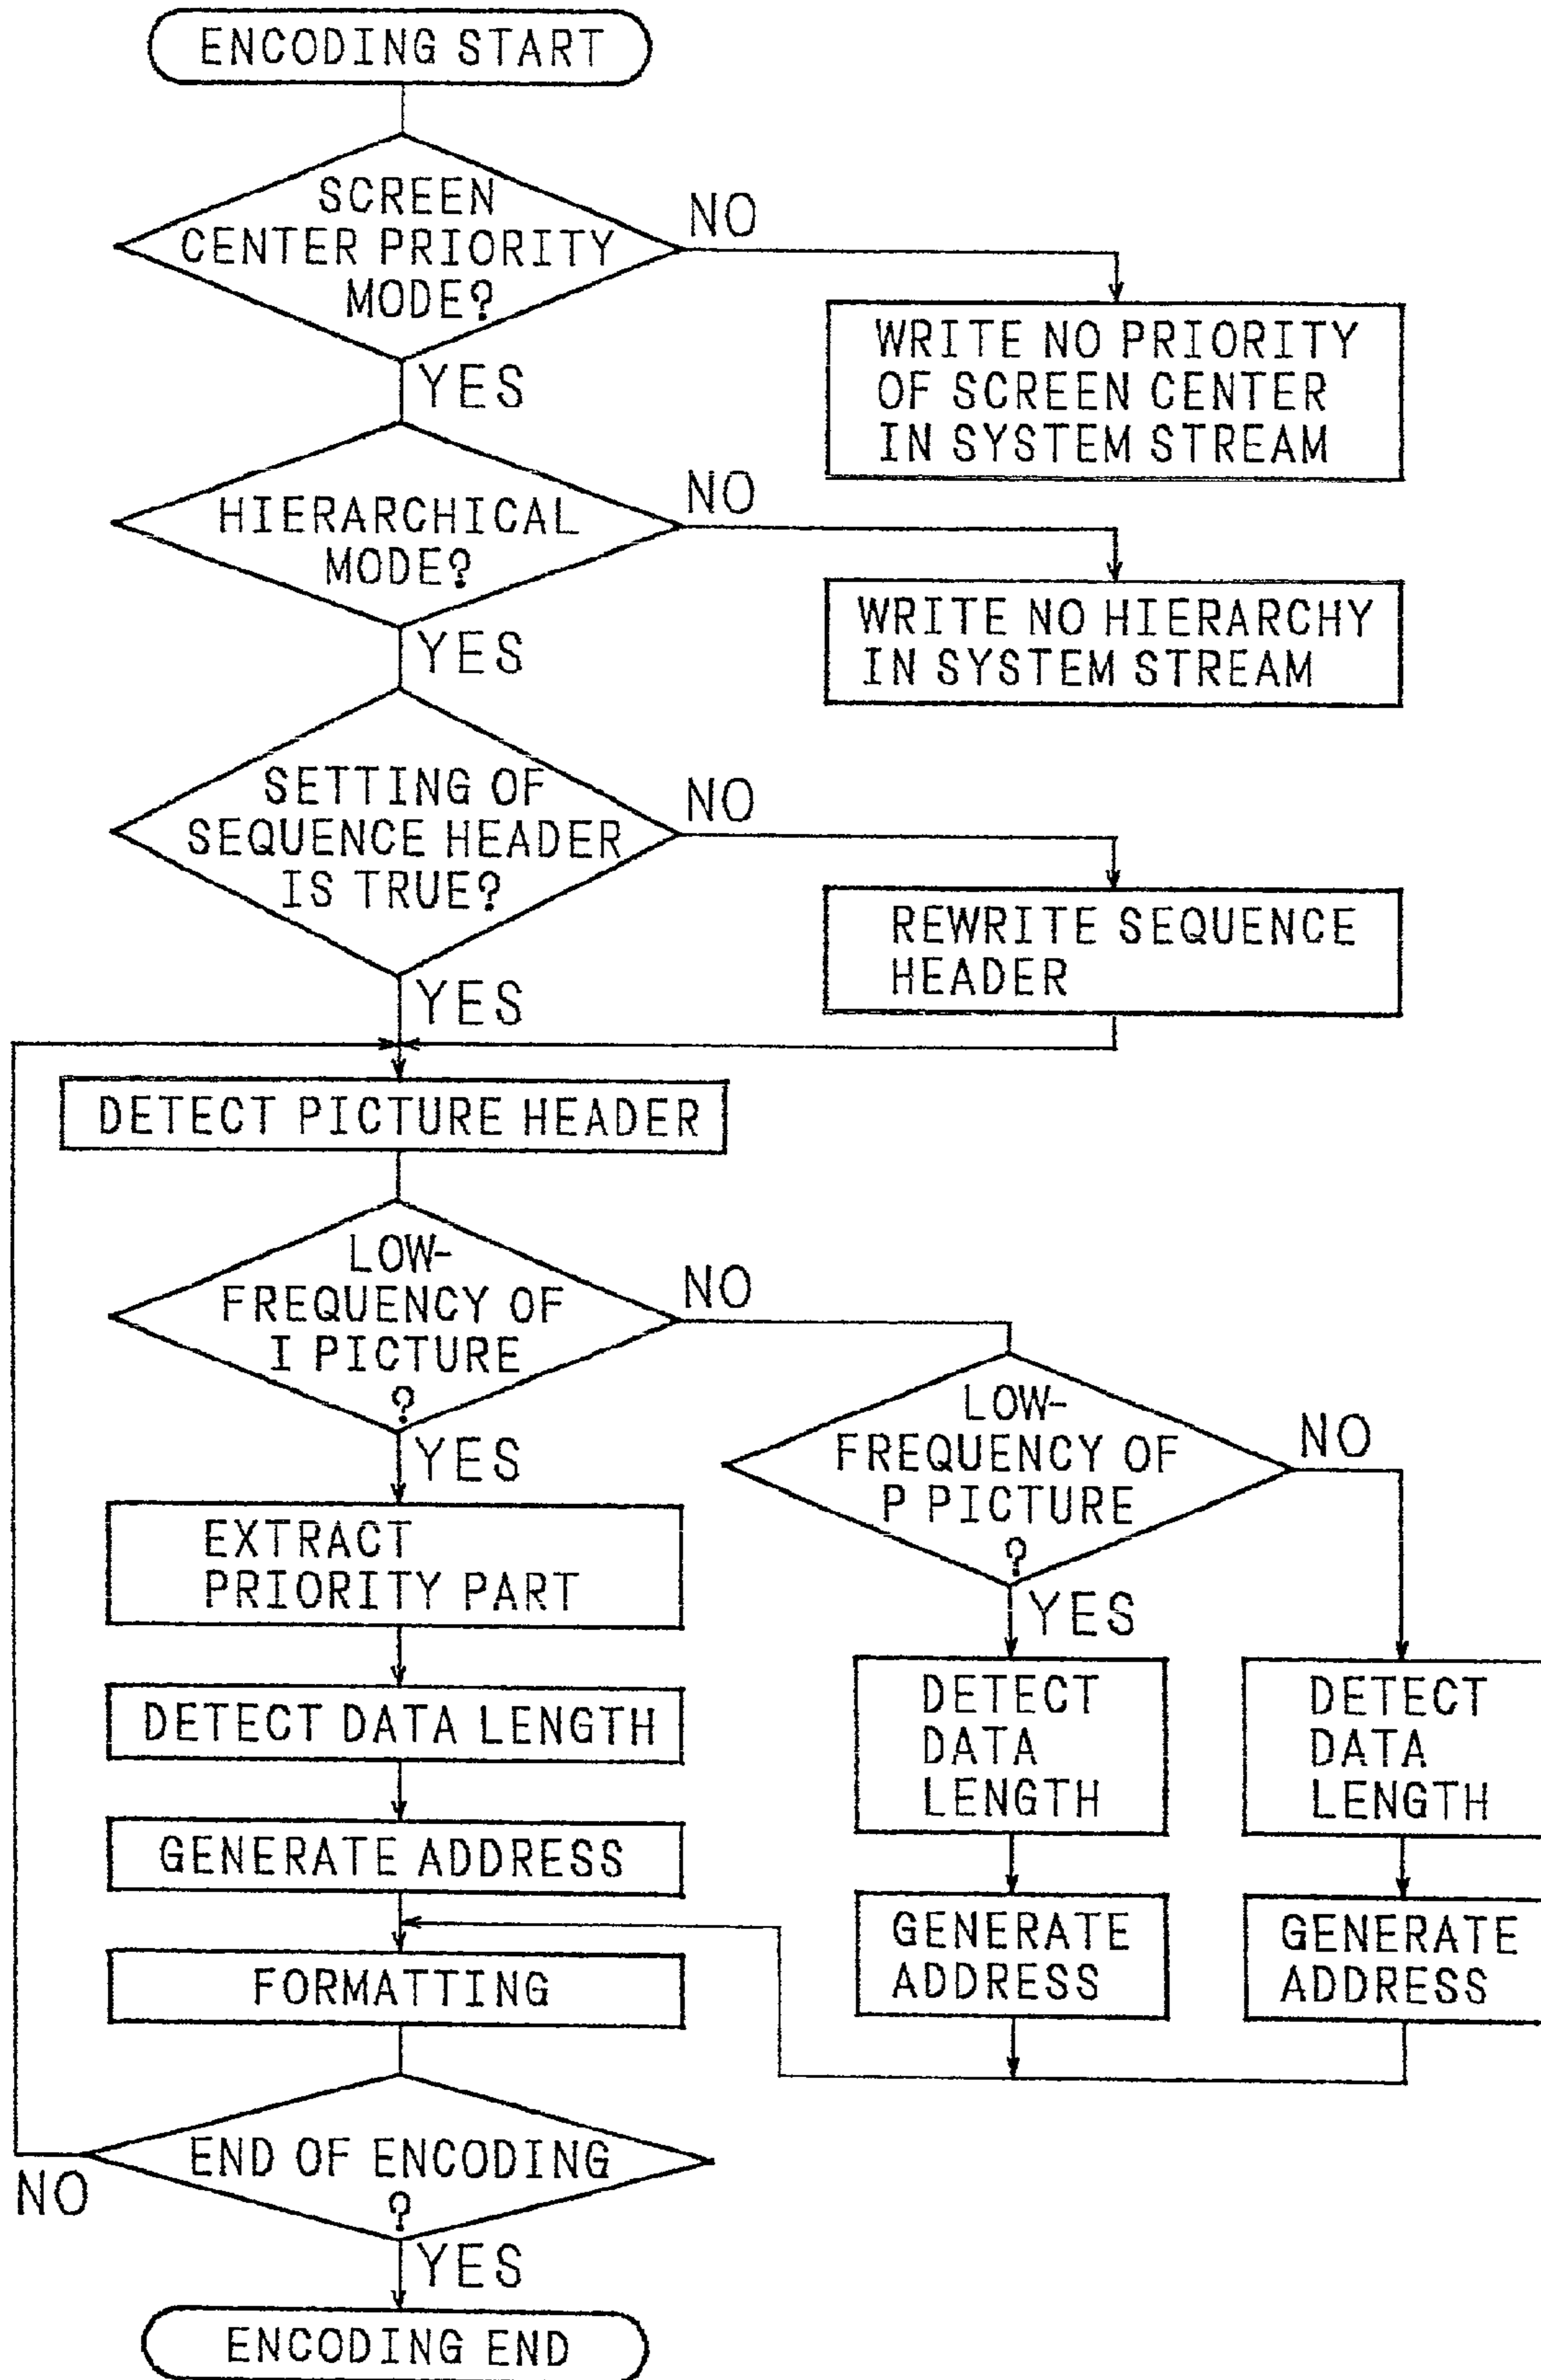 ENCODING START
SCREEN
CENTER PRIORITY
MODE?
NO
WRITE NO PRIORITY
OF SCREEN CENTER
IN SYSTEM STREAM
YES
HIERARCHICAL
MODE?
NO
WRITE NO HIERARCHY
IN SYSTEM STREAM
YES
SETTING OF
SEQUENCE HEADER
IS TRUE?
NO
REWRITE SEQUENCE
HEADER
YES
DETECT PICTURE HEADER
LOW-
FREQUENCY OF
I PICTURE
?
NO
LOW-
FREQUENCY OF
P PICTURE
?
NO
YES
EXTRACT
PRIORITY PART
DETECT DATA LENGTH
GENERATE ADDRESS
YES
DETECT
DATA
LENGTH
GENERATE
ADDRESS
DETECT
DATA
LENGTH
GENERATE
ADDRESS
FORMATTING
END OF ENCODING
?
NO
YES
ENCODING END